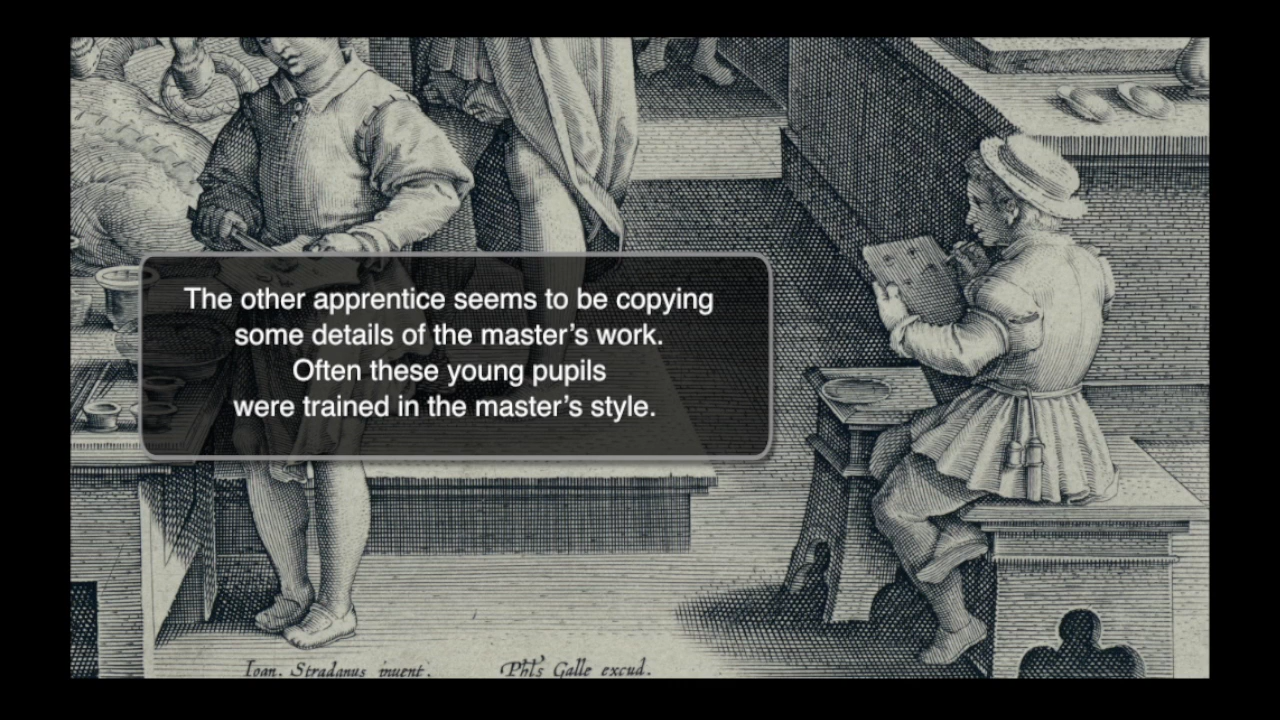 The other apprentice seems to be copying
some details of the master’s work.
Often these young pupils
were trained in the master’s style.
Ioan. Stradanus invent.
Phls Galle excud.